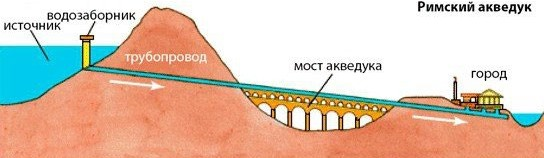 Римский акведук
водозаборник
источник
трубопровод
мост акведука
город